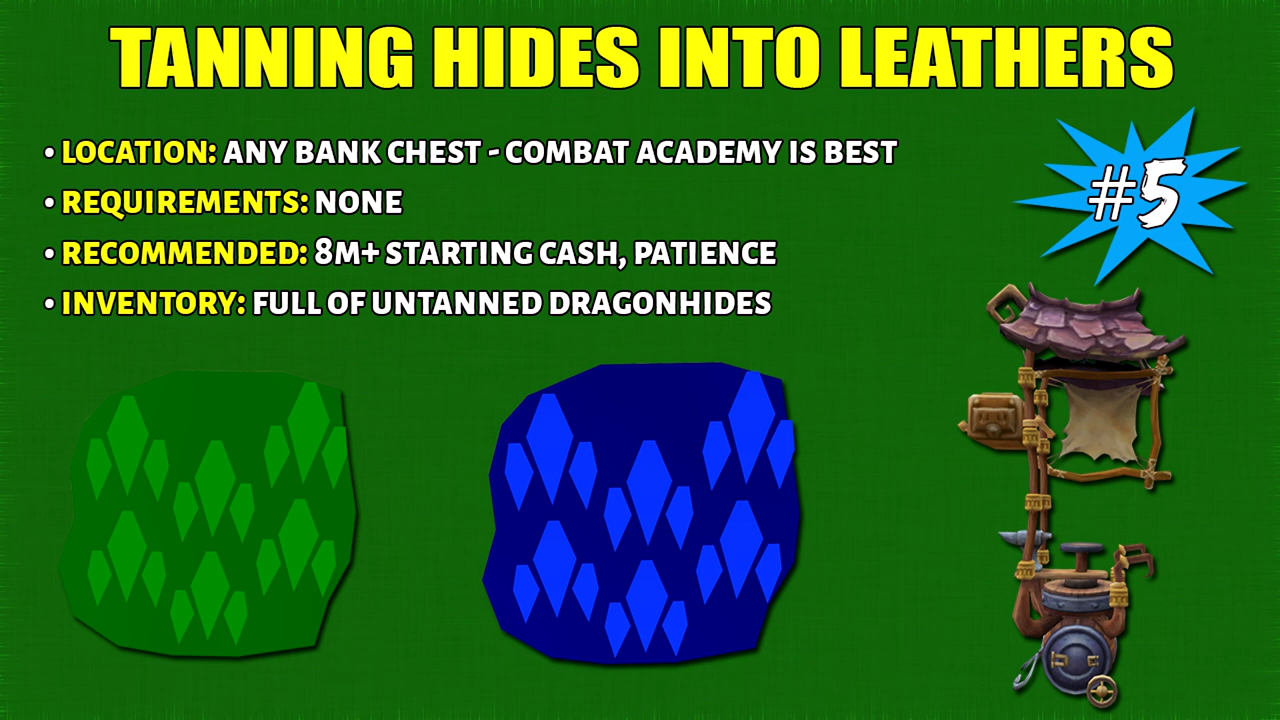 TANNING HIDES INTO LEATHERS
• LOCATION: ANY BANK CHEST - COMBAT ACADEMY IS BEST
#5
• REQUIREMENTS: NONE
• RECOMMENDED: 8M+ STARTING CASH, PATIENCE
• INVENTORY: FULL OF UNTANNED DRAGONHIDES